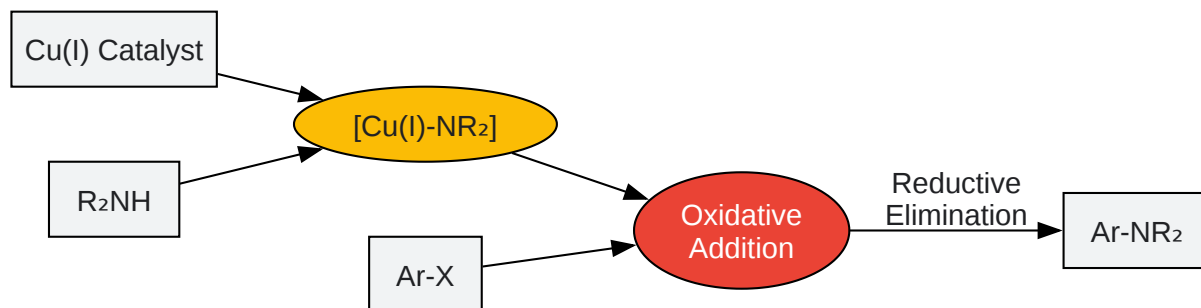 Cu(I) Catalyst
[Cu(I)-NR₂]
R₂NH
Oxidative
Addition
Ar-X
Reductive
Elimination
Ar-NR₂